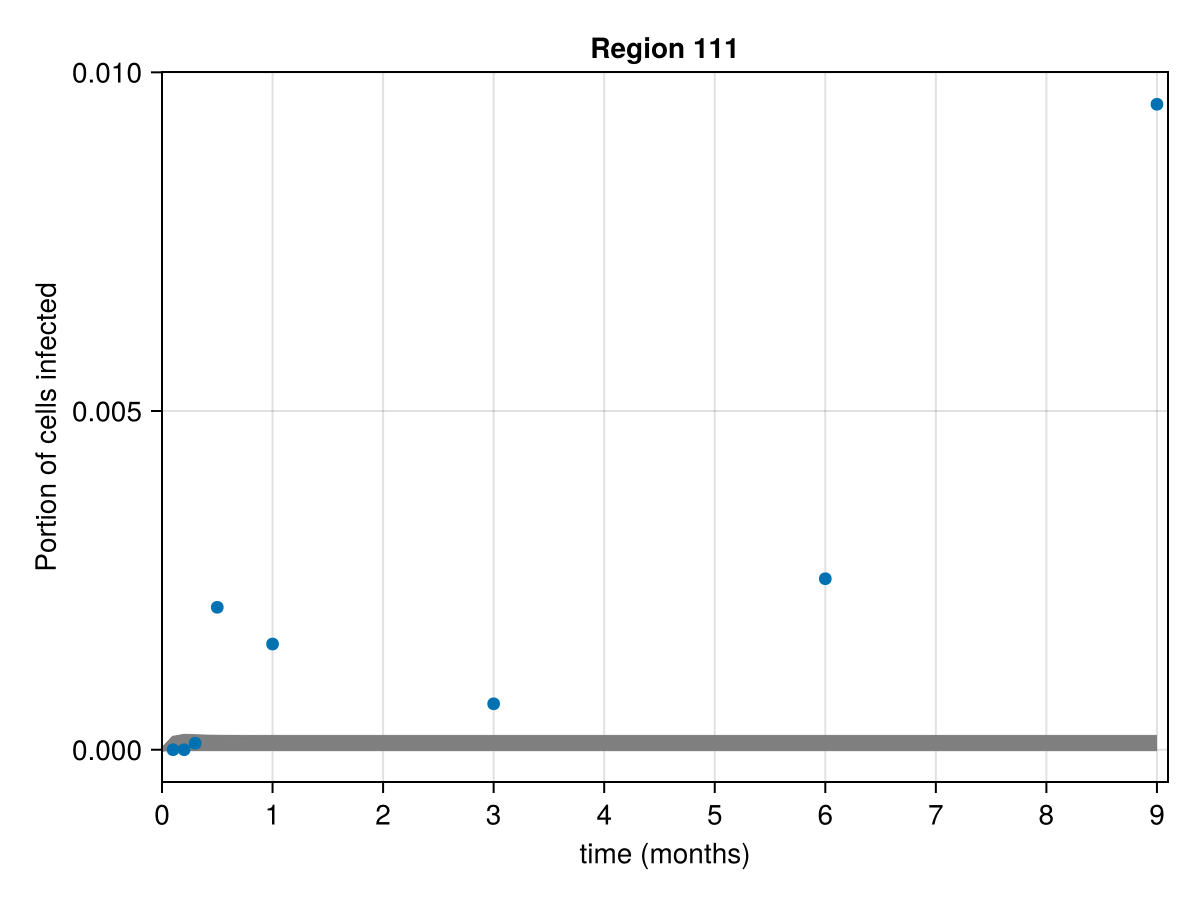 Region 111
0.010
0.005
0.000
Portion of cells infected
0 1 2 3 4 5 6 7 8 9
time (months)